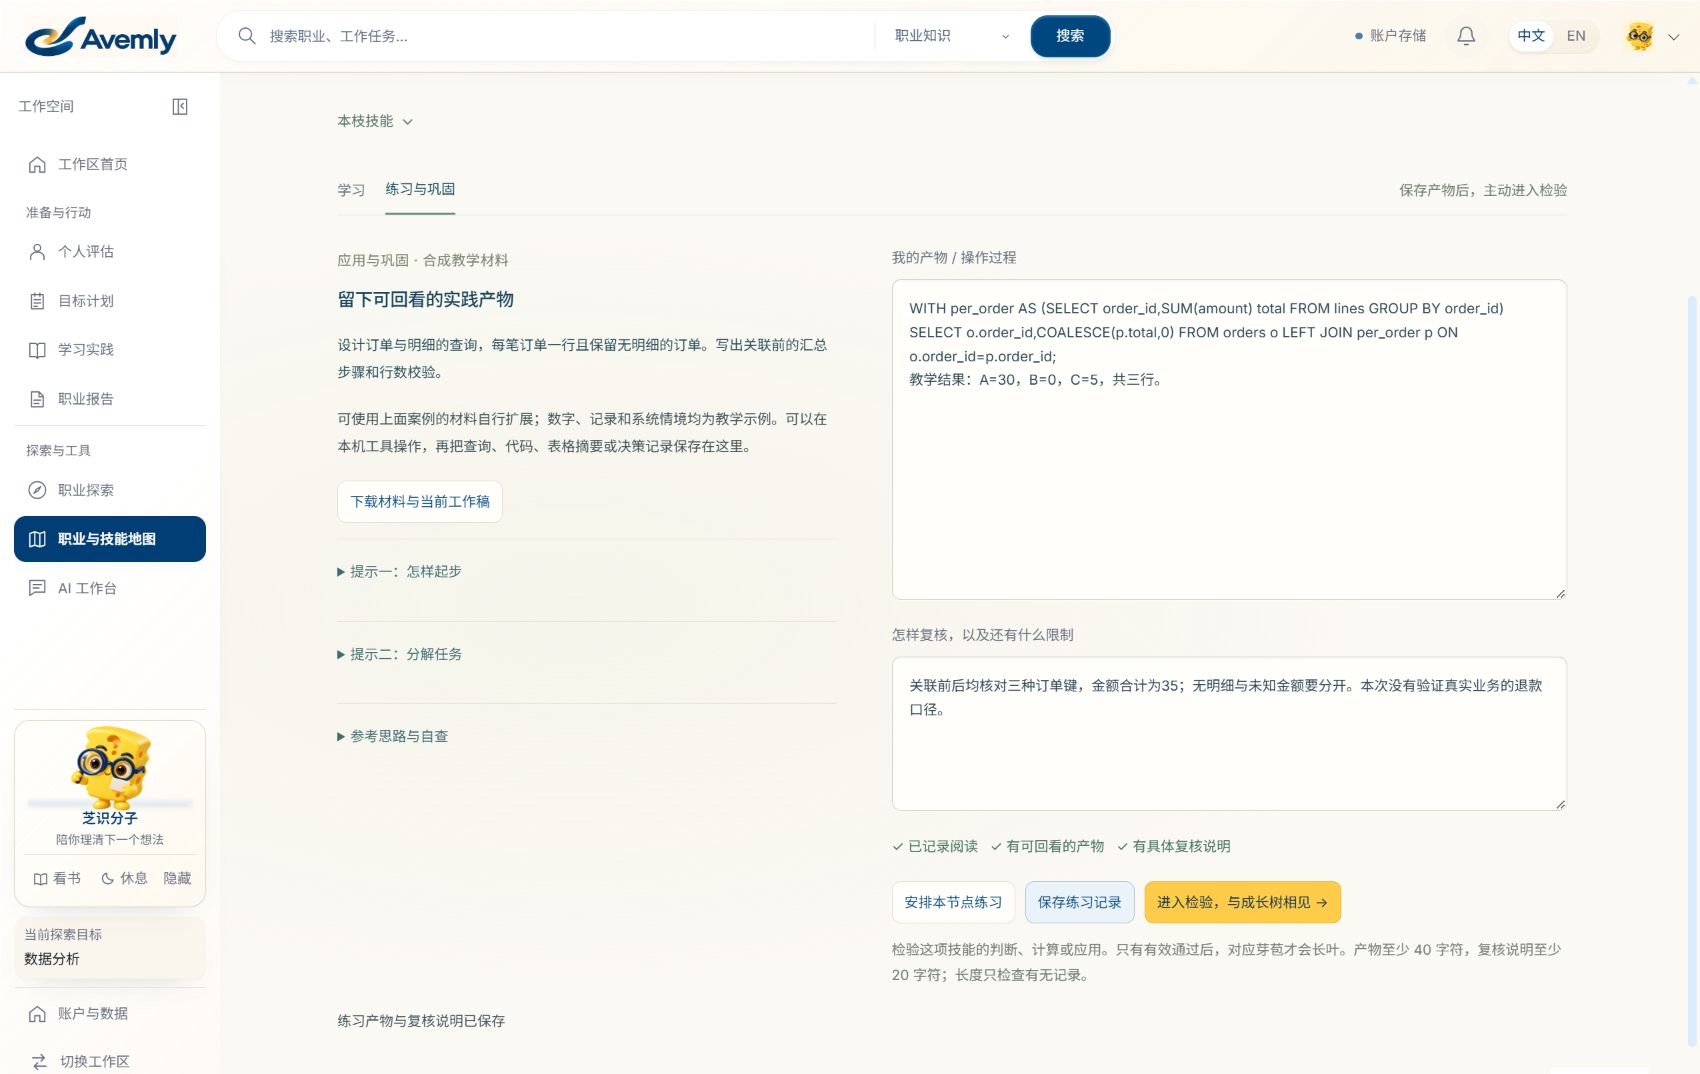 Avemly
搜索职业、工作任务...
职业知识
搜索
账户存储
中文
EN
工作空间
工作区首页
准备与行动
个人评估
目标计划
学习实践
职业报告
探索与工具
职业探索
职业与技能地图
AI 工作台
芝识分子
陪你理清下一个想法
看书
休息
隐藏
当前探索目标
数据分析
账户与数据
切换工作区
本枝技能
学习
练习与巩固
保存产物后，主动进入检验
应用与巩固 · 合成教学材料
留下可回看的实践产物
设计订单与明细的查询，每笔订单一行且保留无明细的订单。写出关联前的汇总
步骤和行数校验。
可使用上面案例的材料自行扩展；数字、记录和系统情境均为教学示例。可以在
本机工具操作，再把查询、代码、表格摘要或决策记录保存在这里。
下载材料与当前工作稿
提示一：怎样起步
提示二：分解任务
参考思路与自查
我的产物 / 操作过程
WITH per_order AS (SELECT order_id,SUM(amount) total FROM lines GROUP BY order_id)
SELECT o.order_id,COALESCE(p.total,0) FROM orders o LEFT JOIN per_order p ON
o.order_id=p.order_id;
教学结果：A=30，B=0，C=5，共三行。
怎样复核，以及还有什么限制
关联前后均核对三种订单键，金额合计为35；无明细与未知金额要分开。本次没有验证真实业务的退款
口径。
✓ 已记录阅读 ✓ 有可回看的产物 ✓ 有具体复核说明
安排本节点练习
保存练习记录
进入检验，与成长树相见 →
检验这项技能的判断、计算或应用。只有有效通过后，对应芽苞才会长叶。产物至少 40 字符，复核说明至少
20 字符；长度只检查有无记录。
练习产物与复核说明已保存